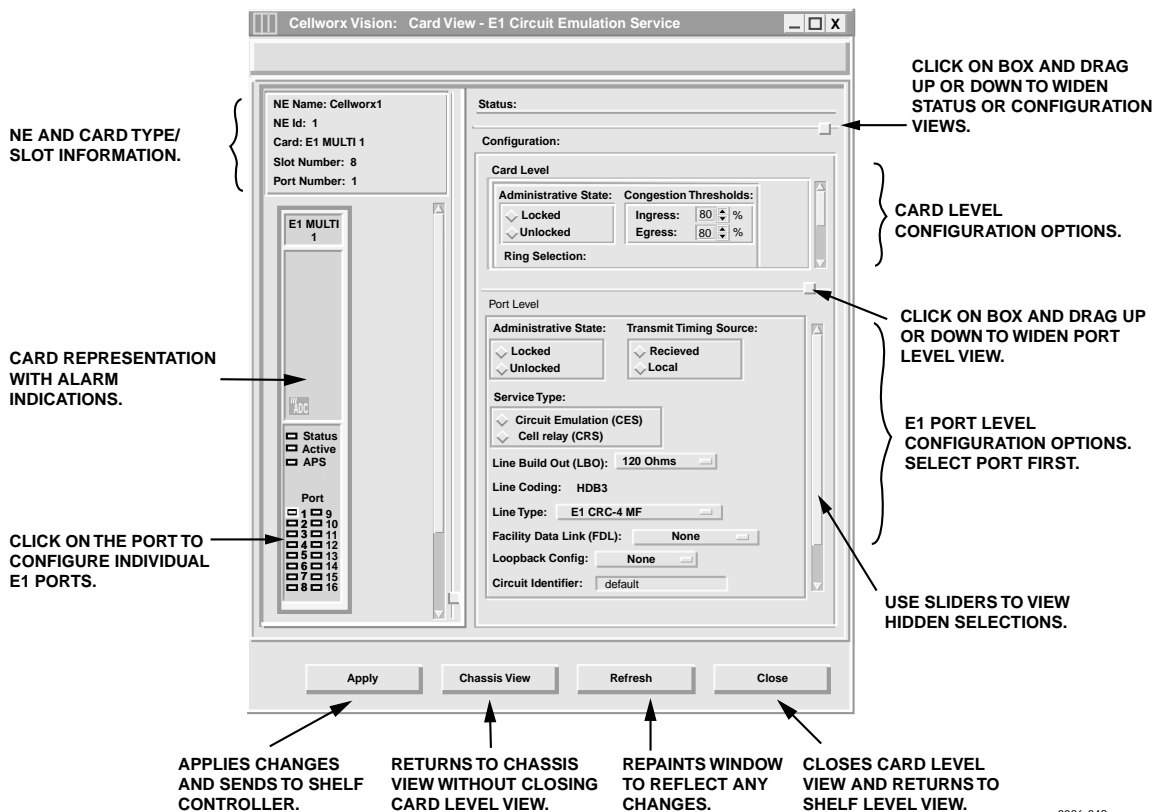 Cellworx Vision: Card View - E1 Circuit Emulation Service
X
NE AND CARD TYPE/
SLOT INFORMATION.
NE Name: Cellworx1
NE Id: 1
Card: E1 MULTI 1
Slot Number: 8
Port Number: 1
E1 MULTI
1
ADC
Status
Active
APS
Port
1 9
2 10
3 11
4 12
5 13
6 14
7 15
8 16
CARD REPRESENTATION
WITH ALARM
INDICATIONS.
CLICK ON THE PORT TO
CONFIGURE INDIVIDUAL
E1 PORTS.
Status:
Configuration:
Card Level
Administrative State: Congestion Thresholds:
Locked
Unlocked
Ingress: 80 %
Egress: 80 %
Ring Selection:
Port Level
Administrative State: Transmit Timing Source:
Locked
Unlocked
Recieved
Local
Service Type:
Circuit Emulation (CES)
Cell relay (CRS)
Line Build Out (LBO): 120 Ohms
Line Coding: HDB3
Line Type: E1 CRC-4 MF
Facility Data Link (FDL): None
Loopback Config: None
Circuit Identifier: default
CLICK ON BOX AND DRAG
UP OR DOWN TO WIDEN
STATUS OR CONFIGURATION
VIEWS.
CARD LEVEL
CONFIGURATION OPTIONS.
CLICK ON BOX AND DRAG UP
OR DOWN TO WIDEN PORT
LEVEL VIEW.
E1 PORT LEVEL
CONFIGURATION OPTIONS.
SELECT PORT FIRST.
USE SLIDERS TO VIEW
HIDDEN SELECTIONS.
Apply
Chassis View
Refresh
Close
APPLIES CHANGES
AND SENDS TO SHELF
CONTROLLER.
RETURNS TO CHASSIS
VIEW WITHOUT CLOSING
CARD LEVEL VIEW.
REPAINTS WINDOW
TO REFLECT ANY
CHANGES.
CLOSES CARD LEVEL
VIEW AND RETURNS TO
SHELF LEVEL VIEW.